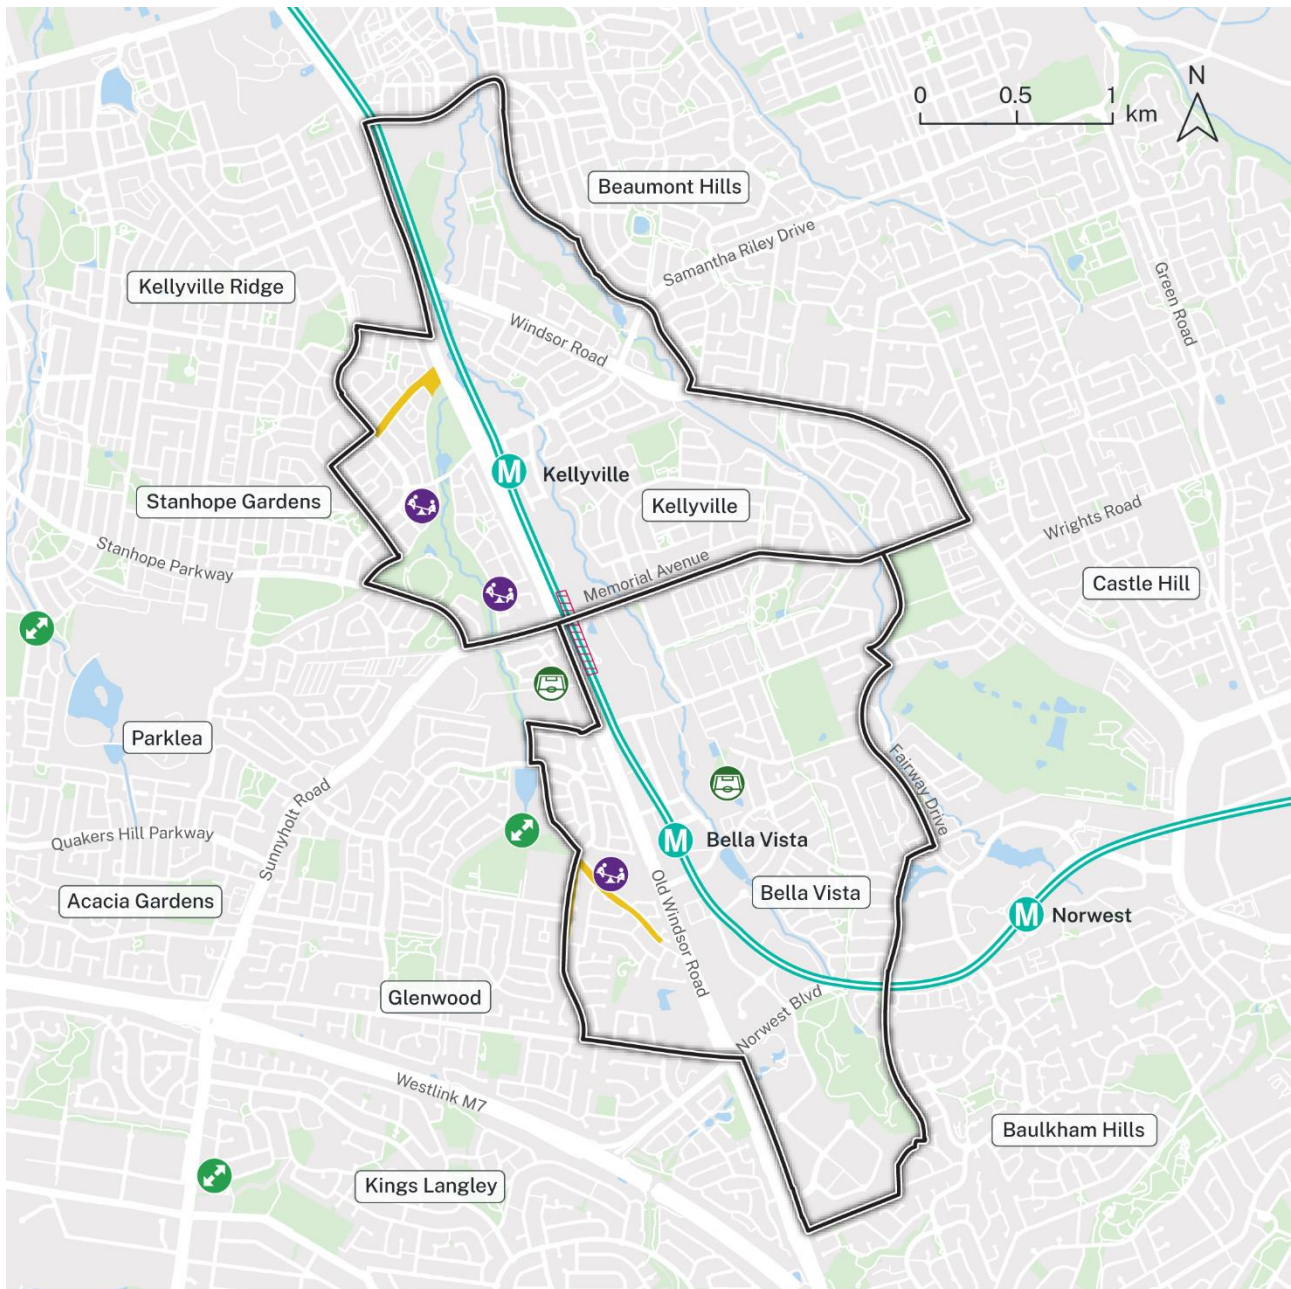 N
0 0.5 1
km
Beaumont Hills
Samantha Riley Drive
Kellyville Ridge
Green Road
Windsor Road
M Kellyville
Stanhope Gardens
Kellyville
Wrights Road
Stanhope Parkway
Memorial Avenue
Castle Hill
Parklea
Fairway Drive
Quakers Hill Parkway
Sunnyholt Road
M Bella Vista
Old Windsor Road
Bella Vista
Acacia Gardens
M Norwest
Glenwood
Norwest Blvd
Westlink M7
Baulkham Hills
Kings Langley